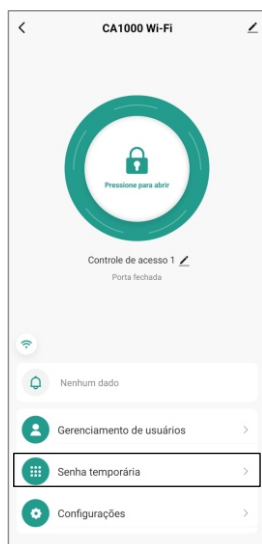 CA1000 Wi-Fi
Pressione para abrir
Controle de acesso 1
Porta fechada
Nenhum dado
Gerenciamento de usuários
Senha temporária
Configurações